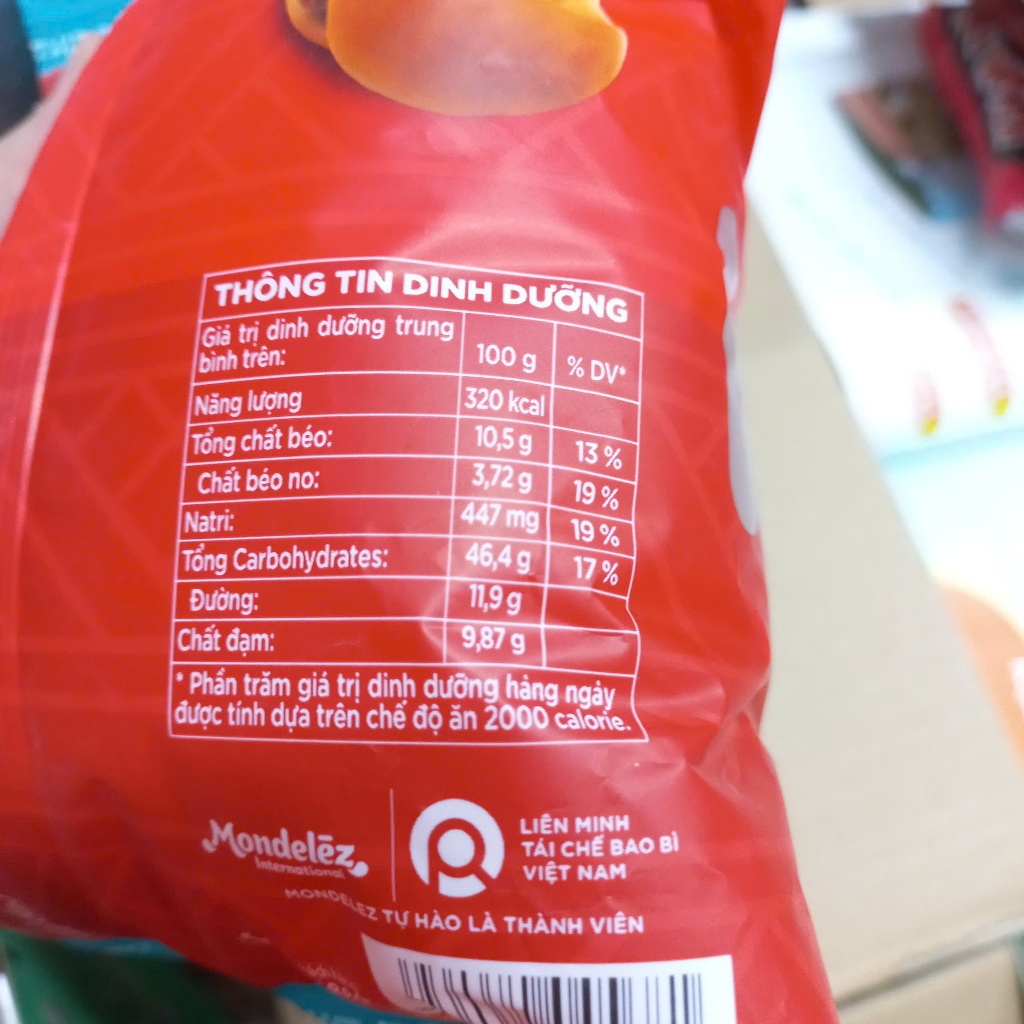 THÔNG TIN DINH DƯỠNG
Giá trị dinh dưỡng trung
bình trên: 100 g % DV*
Năng lượng 320 kcal
Tổng chất béo: 10,5 g 13 %
Chất béo no: 3,72 g 19 %
Natri: 447 mg 19 %
Tổng Carbohydrates: 46,4 g 17 %
Đường: 11,9 g
Chất đạm: 9,87 g
* Phần trăm giá trị dinh dưỡng hàng ngày
được tính dựa trên chế độ ăn 2000 calorie.
Mondelēz
International
LIÊN MINH
TÁI CHẾ BAO BÌ
VIỆT NAM
MONDELEZ TỰ HÀO LÀ THÀNH VIÊN